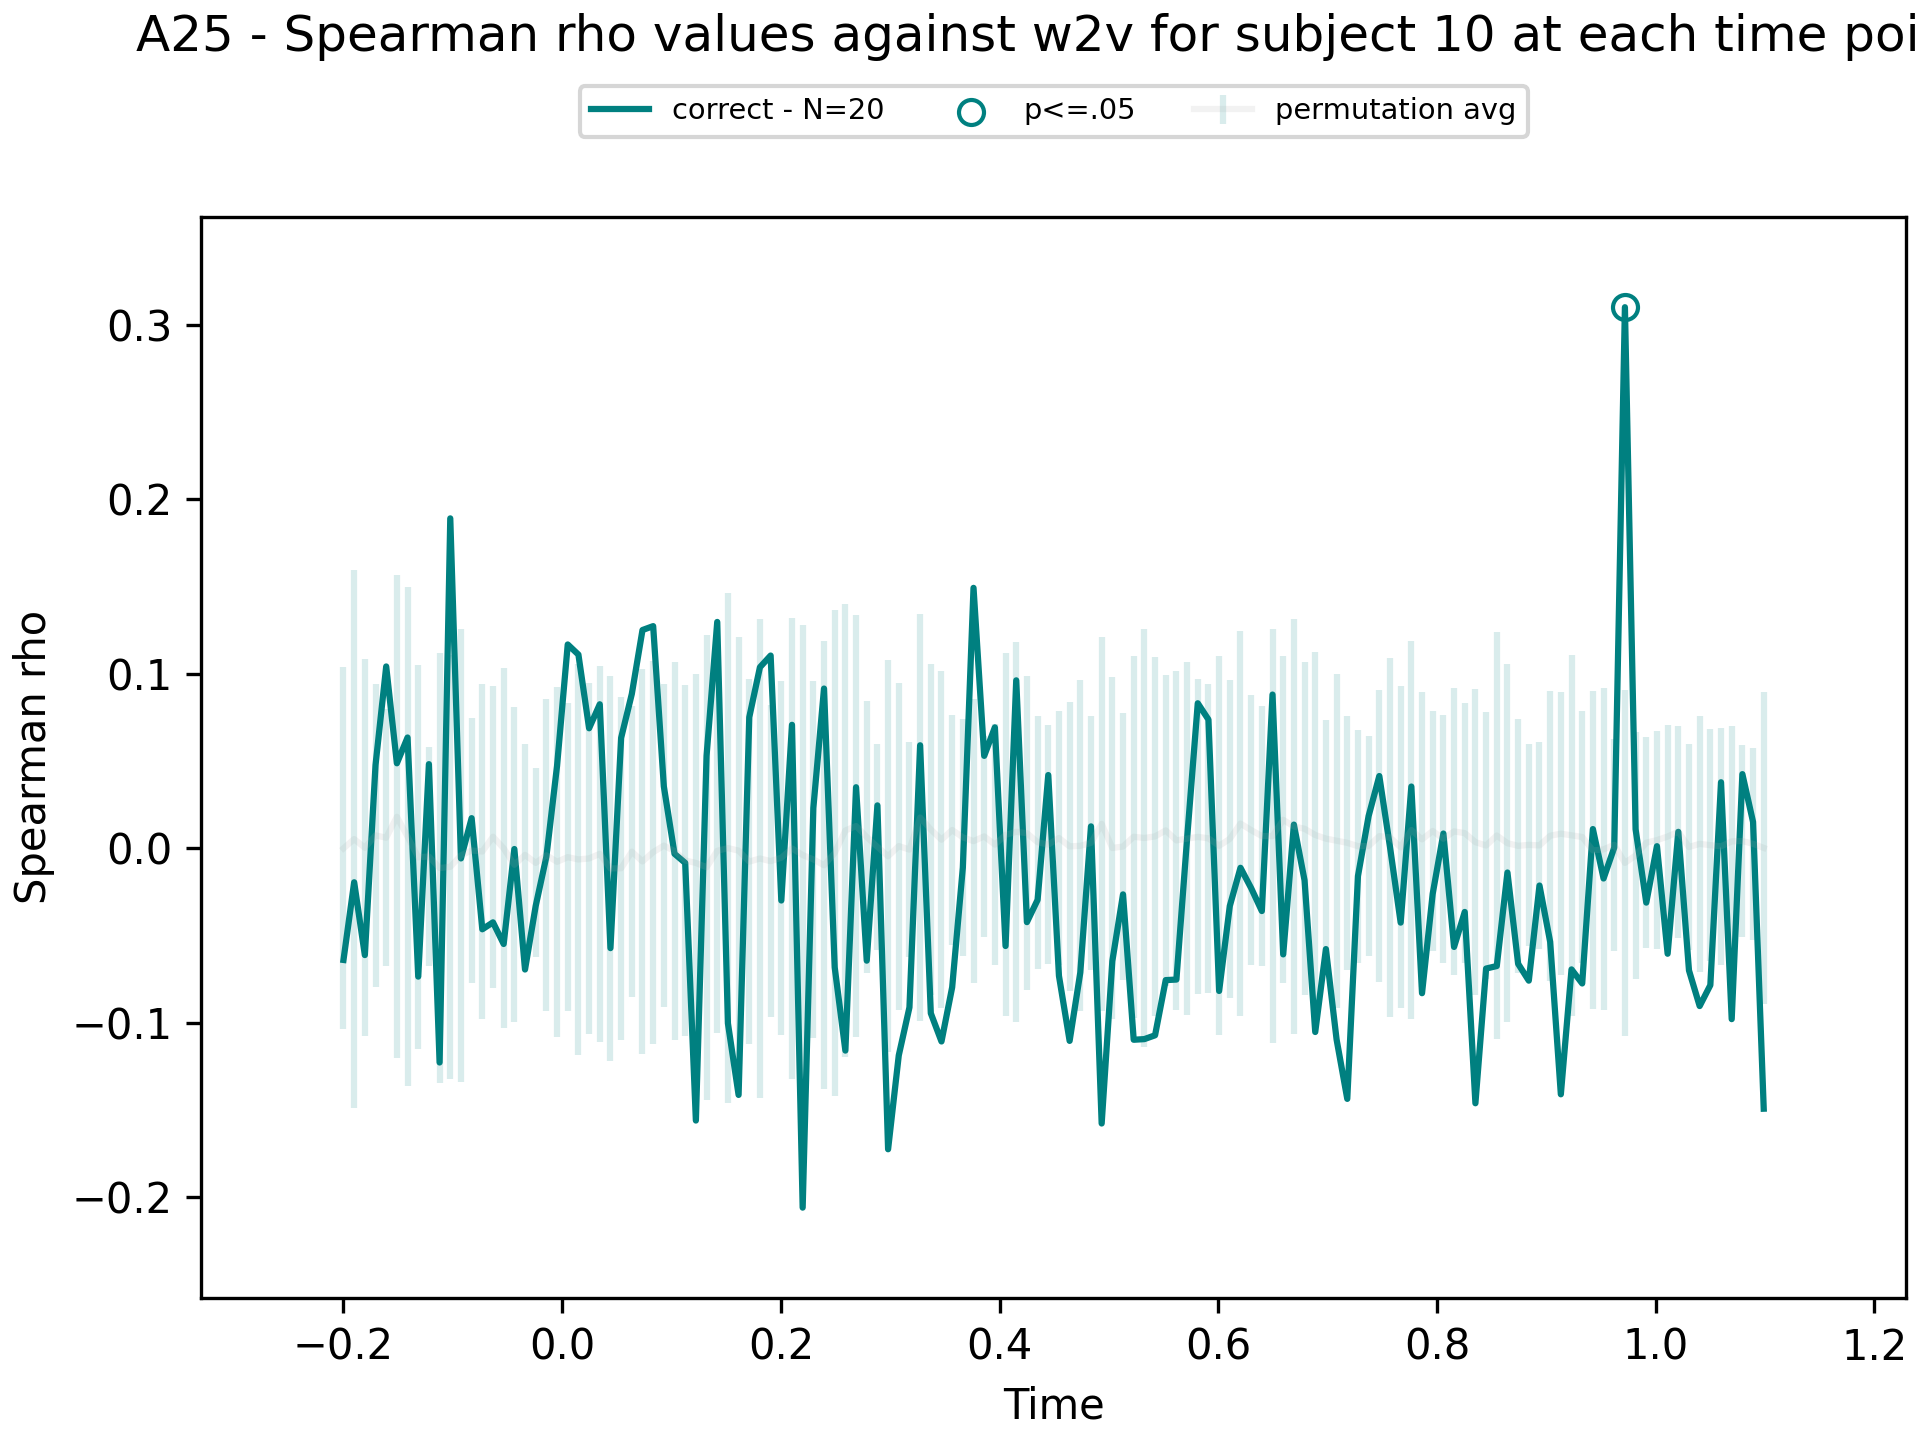 A25 - Spearman rho values against w2v for subject 10 at each time poi
correct - N=20
p<=.05
permutation avg
0.3
0.2
0.1
0.0
−0.1
−0.2
Spearman rho
−0.2
0.0
0.2
0.4
0.6
0.8
1.0
1.2
Time